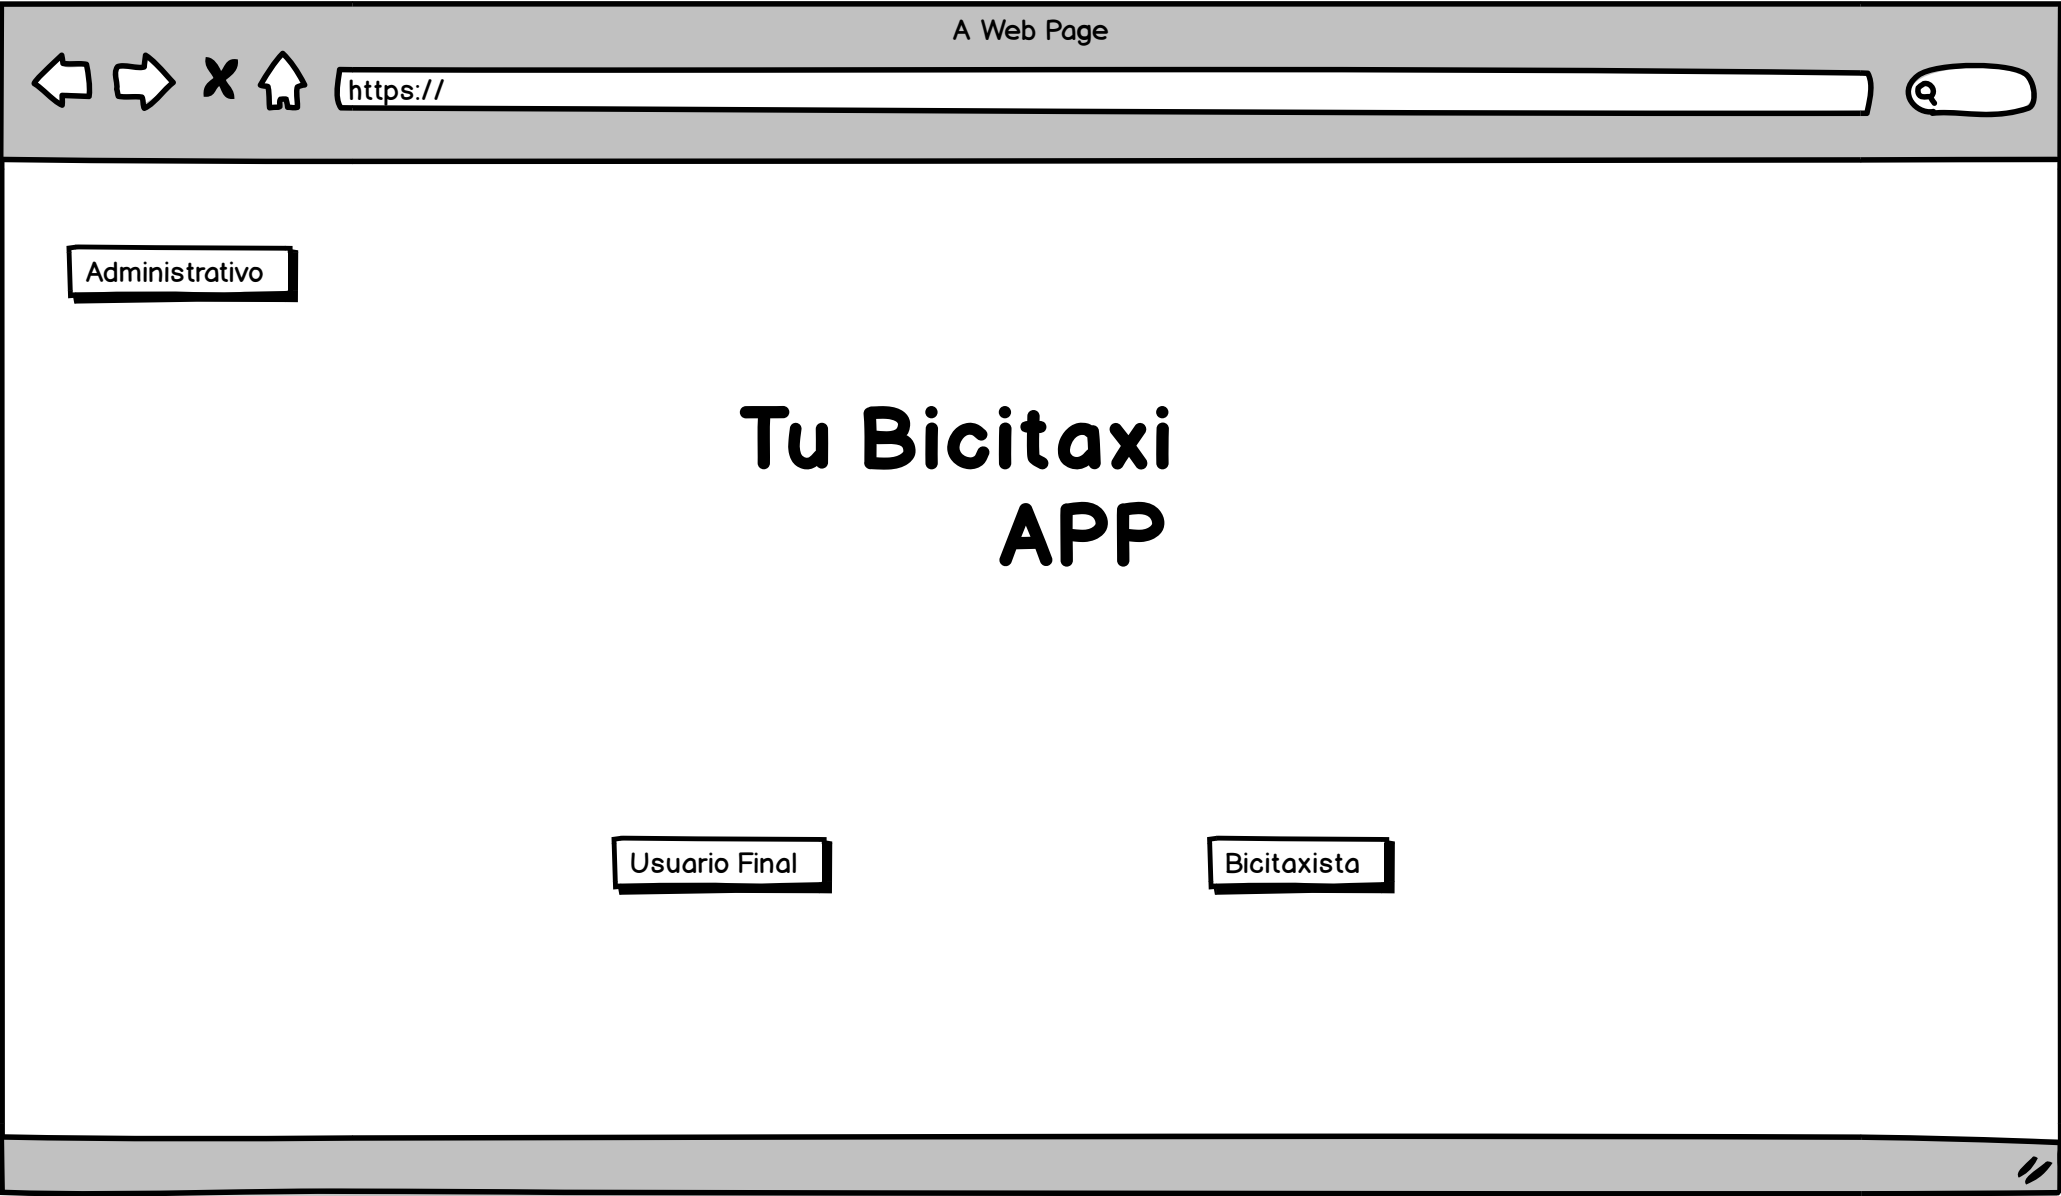 A Web Page
https://
Administrativo
Tu Bicitaxi
APP
Usuario Final
Bicitaxista